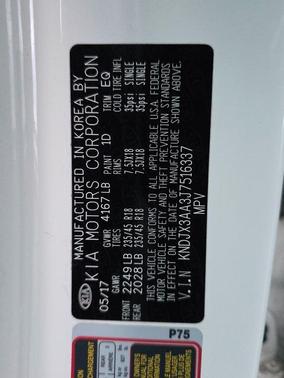 MANUFACTURED IN KOREA BY
KIA MOTORS CORPORATION
05/17 GVWR 4167LB PAINT 1D TRIM EQ
GAWR RIMS COLD TIRE INFL
FRONT 2249LB 235/45 R18 7.5JX18 35psi SINGLE
REAR 2028LB 235/45 R18 7.5JX18 35psi SINGLE
THIS VEHICLE CONFORMS TO ALL APPLICABLE U.S.A. FEDERAL
MOTOR VEHICLE SAFETY AND THEFT PREVENTION STANDARDS
IN EFFECT ON THE DATE OF MANUFACTURE SHOWN ABOVE.
V.I.N KNDJX3AA3J7516337
MPV
KIA
P75